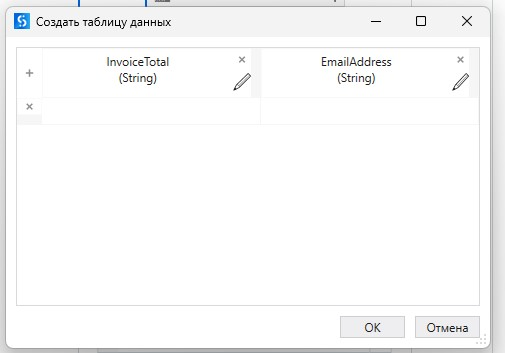 Создать таблицу данных
InvoiceTotal
(String)
EmailAddress
(String)
OK
Отмена